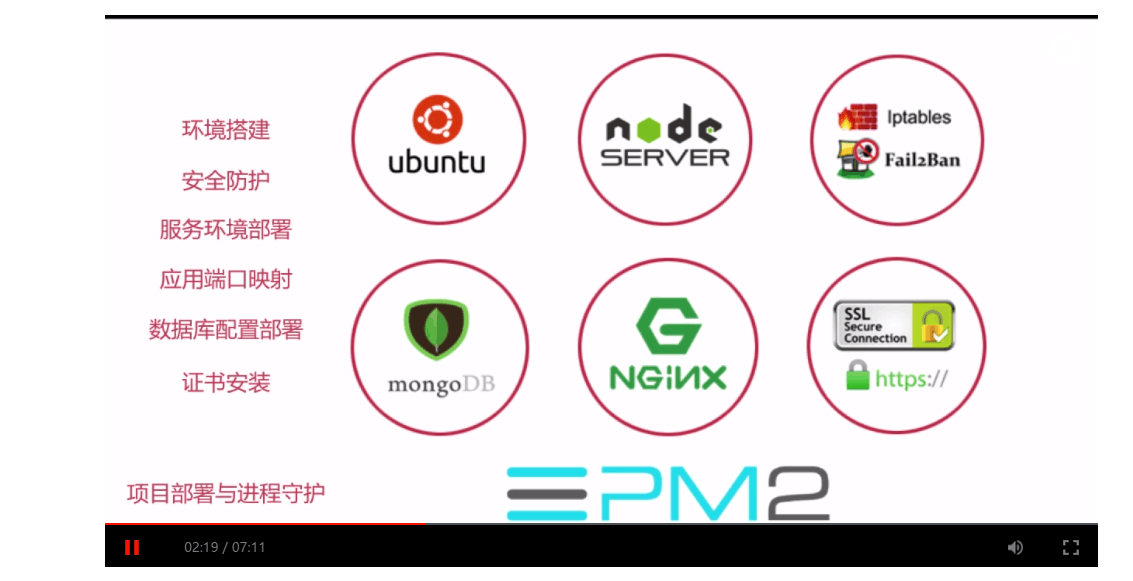 环境搭建
安全防护
服务环境部署
应用端口映射
数据库配置部署
证书安装
项目部署与进程守护
ubuntu
node
SERVER
Iptables
Fail2Ban
mongoDB
NGiNX
SSL
Secure
Connection
https://
PM2
02:19 / 07:11